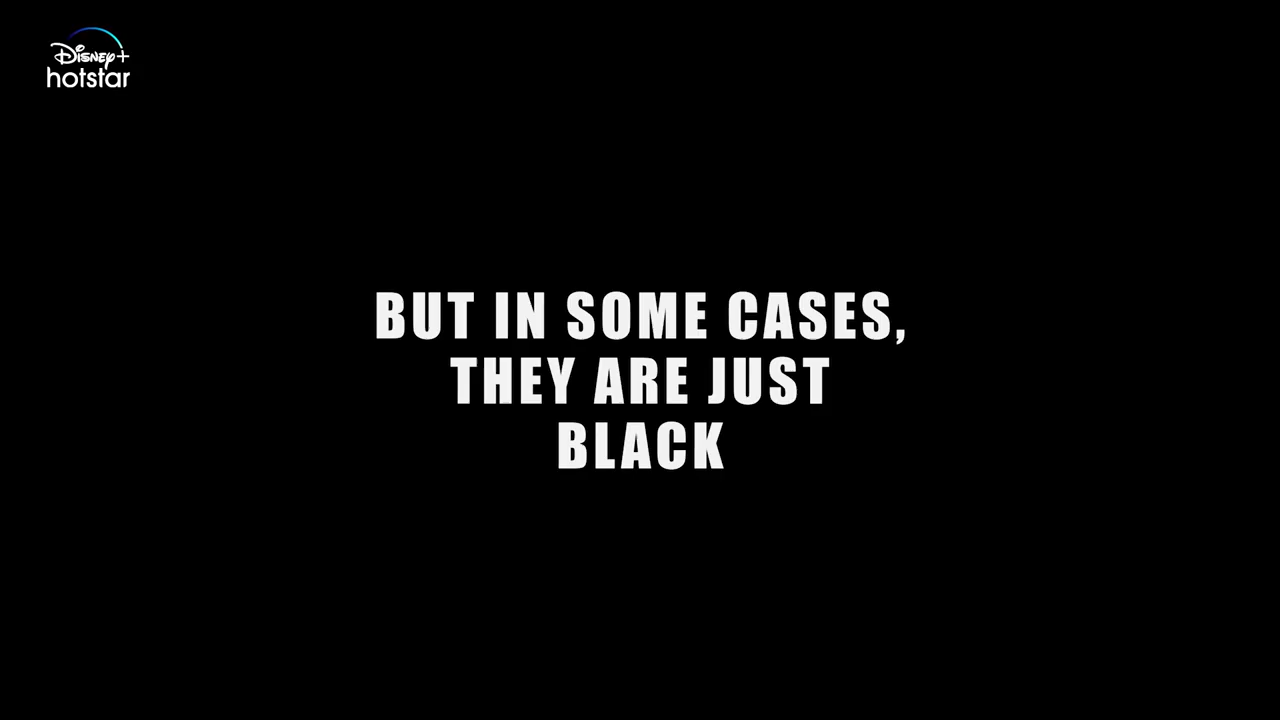 Disney+
hotstar
BUT IN SOME CASES,
THEY ARE JUST
BLACK